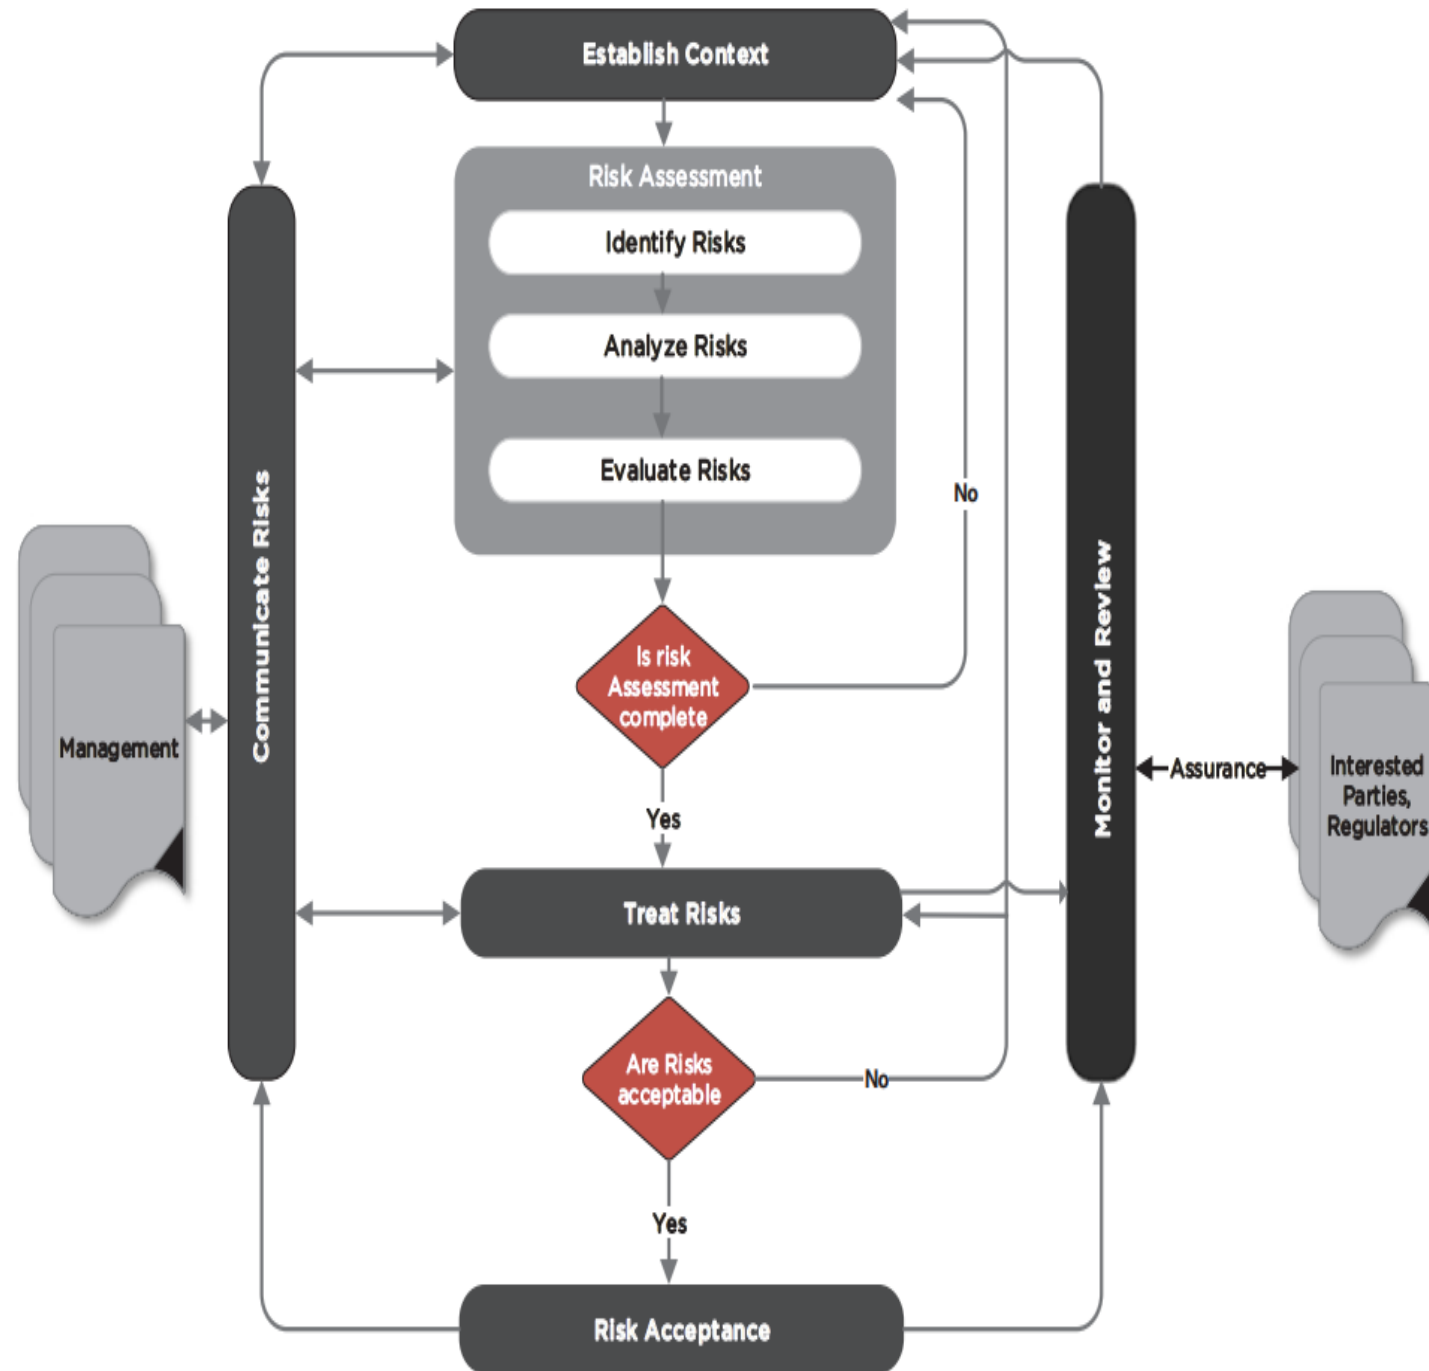 Establish Context
Risk Assessment
Identify Risks
Analyze Risks
Evaluate Risks
No
Communicate Risks
Monitor and Review
Is risk
Assessment
complete
Management
Assurance
Interested
Parties,
Regulators
Yes
Treat Risks
Are Risks
acceptable
No
Yes
Risk Acceptance